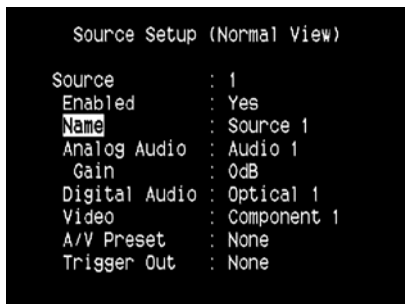 Source Setup (Normal View)
Source : 1
Enabled : Yes
Name : Source 1
Analog Audio : Audio 1
Gain : 0dB
Digital Audio : Optical 1
Video : Component 1
A/V Preset : None
Trigger Out : None